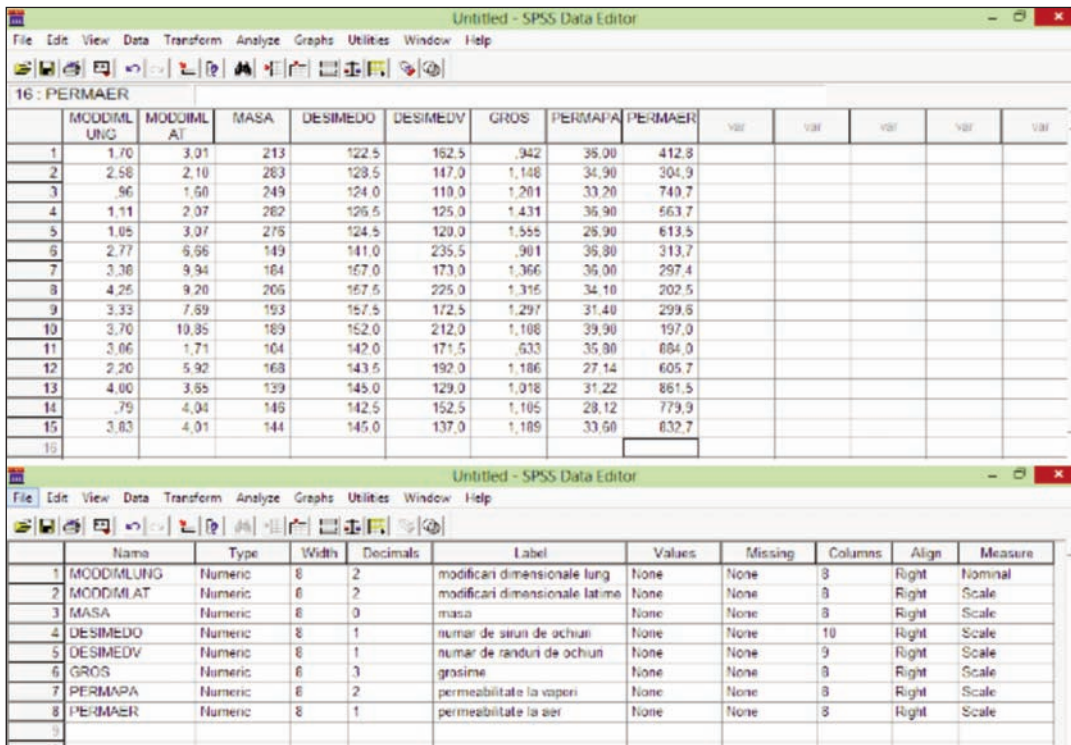 Untitled - SPSS Data Editor
File Edit View Data Transform Analyze Graphs Utilities Window Help
16 : PERMAER
MODDIML UNG MODDIML AT MASA DESIMEDO DESIMEDV GROS PERMAPA PERMAER var var var var var
1 1,70 3,01 213 122,5 162,5 ,942 36,00 412,8
2 2,58 2,10 283 128,5 147,0 1,148 34,90 304,9
3 ,96 1,60 249 124,0 110,0 1,201 33,20 740,7
4 1,11 2,07 282 126,5 125,0 1,431 36,90 563,7
5 1,05 3,07 276 124,5 120,0 1,555 26,90 613,5
6 2,77 6,66 149 141,0 235,5 ,901 36,80 313,7
7 3,38 9,94 184 157,0 173,0 1,366 36,00 297,4
8 4,25 9,20 206 157,5 225,0 1,315 34,10 202,5
9 3,33 7,69 193 157,5 172,5 1,297 31,40 299,6
10 3,70 10,85 189 152,0 212,0 1,108 39,90 197,0
11 3,06 1,71 104 142,0 171,5 ,633 35,80 884,0
12 2,20 5,92 168 143,5 192,0 1,186 27,14 605,7
13 4,00 3,65 139 145,0 129,0 1,018 31,22 861,5
14 ,79 4,04 146 142,5 152,5 1,105 28,12 779,9
15 3,83 4,01 144 145,0 137,0 1,189 33,60 832,7
16
Untitled - SPSS Data Editor
File Edit View Data Transform Analyze Graphs Utilities Window Help
Name Type Width Decimals Label Values Missing Columns Align Measure
1 MODDIMLUNG Numeric 8 2 modificari dimensionale lung None None 8 Right Nominal
2 MODDIMLAT Numeric 8 2 modificari dimensionale latime None None 8 Right Scale
3 MASA Numeric 8 0 masa None None 8 Right Scale
4 DESIMEDO Numeric 8 1 numar de siruri de ochiuri None None 10 Right Scale
5 DESIMEDV Numeric 8 1 numar de randuri de ochiuri None None 9 Right Scale
6 GROS Numeric 8 3 grosime None None 8 Right Scale
7 PERMAPA Numeric 8 2 permeabilitate la vapori None None 8 Right Scale
8 PERMAER Numeric 8 1 permeabilitate la aer None None 8 Right Scale
9